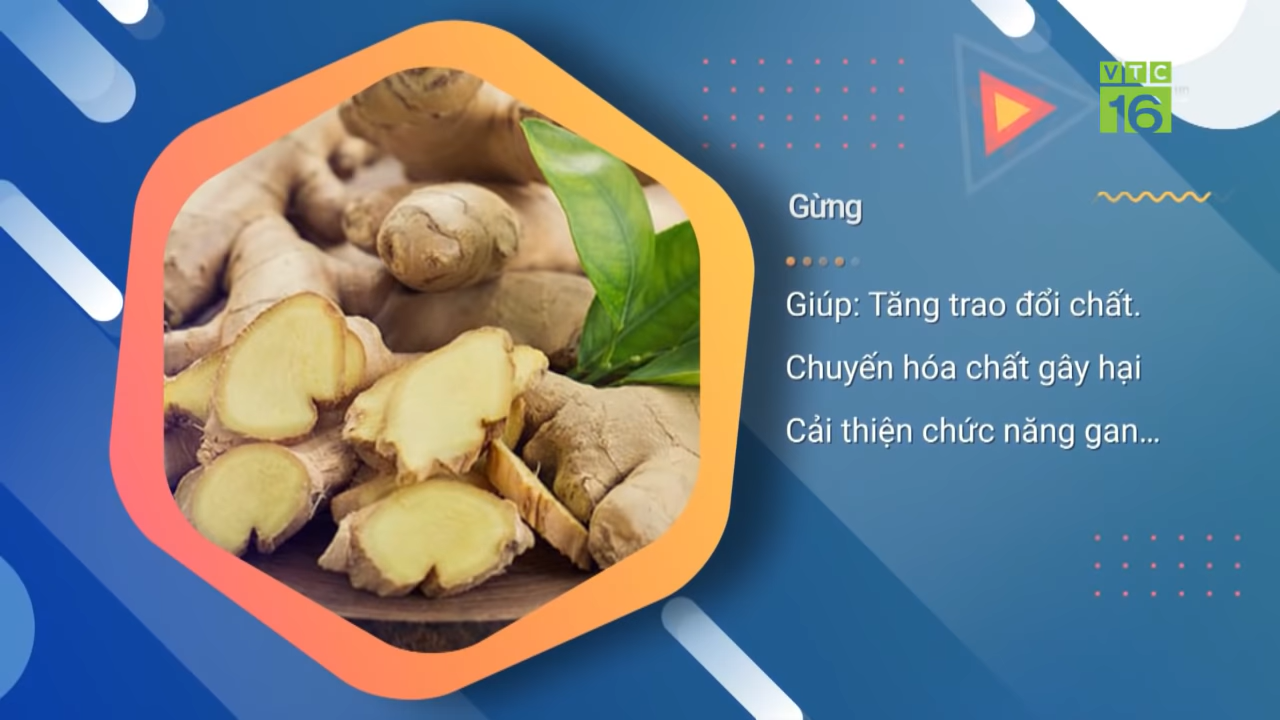 VTC
16
Gừng
Giúp: Tăng trao đổi chất.
Chuyến hóa chất gây hại
Cải thiện chức năng gan...